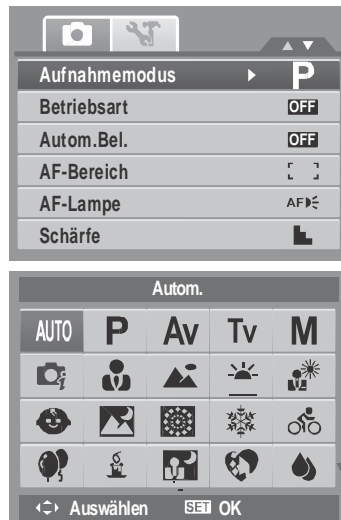 Aufnahmemodus P
Betriebsart OFF
Autom.Bel. OFF
AF-Bereich
AF-Lampe AF
Schärfe
Autom.
AUTO P Av Tv M
Auswählen SET OK